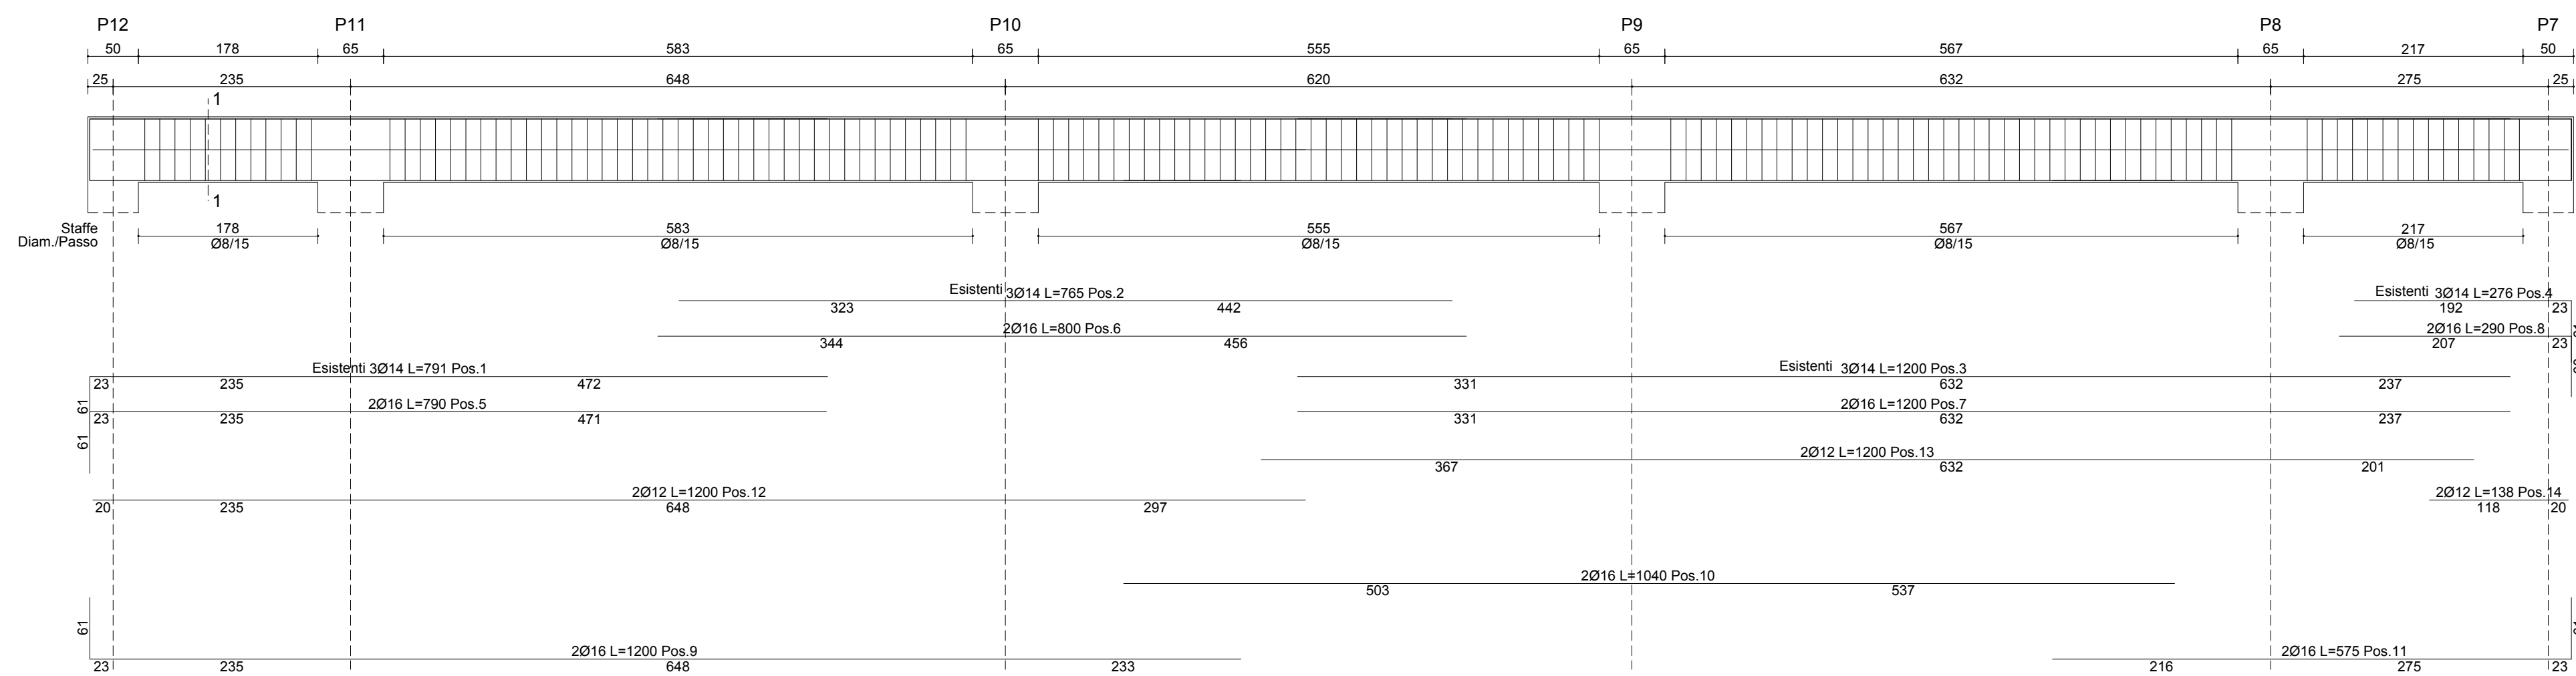 P12 P11 P10 P9 P8 P7
50 178 65 583 65 555 65 567 65 217 50
25 235 648 620 632 275 25
1
1
Staffe
Diam./Passo
178 583 555 567 217
Ø8/15 Ø8/15 Ø8/15 Ø8/15 Ø8/15
Esistenti 3Ø14 L=765 Pos.2 Esistenti 3Ø14 L=276 Pos.4
323 442 192 23
2Ø16 L=800 Pos.6 2Ø16 L=290 Pos.8
344 456 207 23
Esistenti 3Ø14 L=791 Pos.1 Esistenti 3Ø14 L=1200 Pos.3
23 235 472 331 632 237
61
2Ø16 L=790 Pos.5 2Ø16 L=1200 Pos.7
23 235 471 331 632 237
61
2Ø12 L=1200 Pos.13
367 632 201
2Ø12 L=1200 Pos.12 2Ø12 L=138 Pos.14
20 235 648 297 118 20
2Ø16 L=1040 Pos.10
503 537
61
2Ø16 L=1200 Pos.9 2Ø16 L=575 Pos.11
23 235 648 233 216 275 23